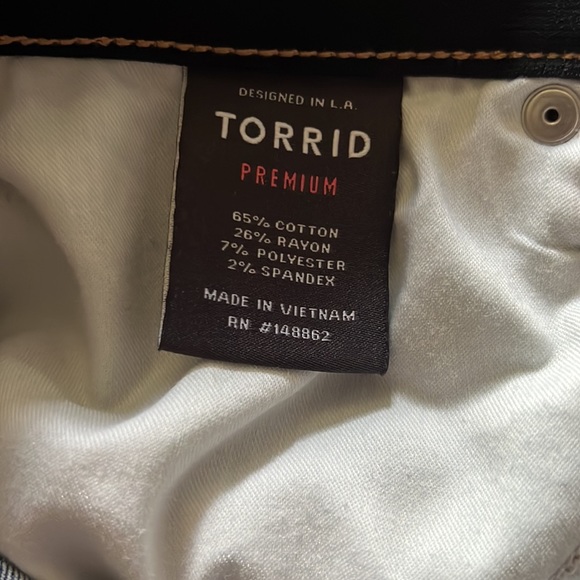 DESIGNED IN L.A.
TORRID
PREMIUM
65% COTTON
26% RAYON
7% POLYESTER
2% SPANDEX
MADE IN VIETNAM
RN #148862